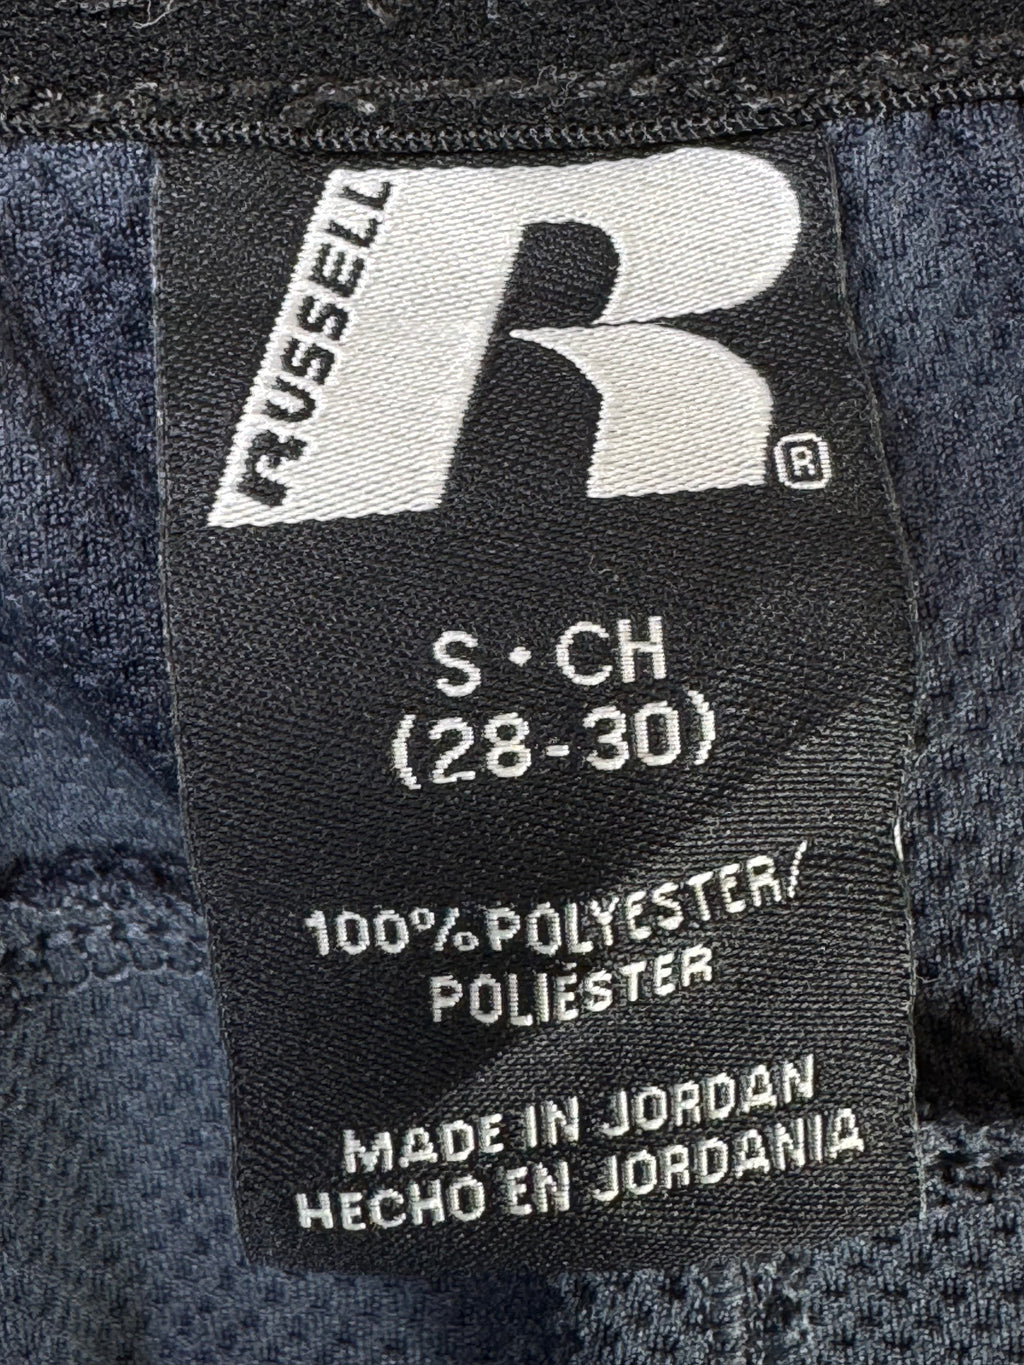 RUSSELL
®
S • CH
(28-30)
100% POLYESTER/
POLIÉSTER
MADE IN JORDAN
HECHO EN JORDANIA